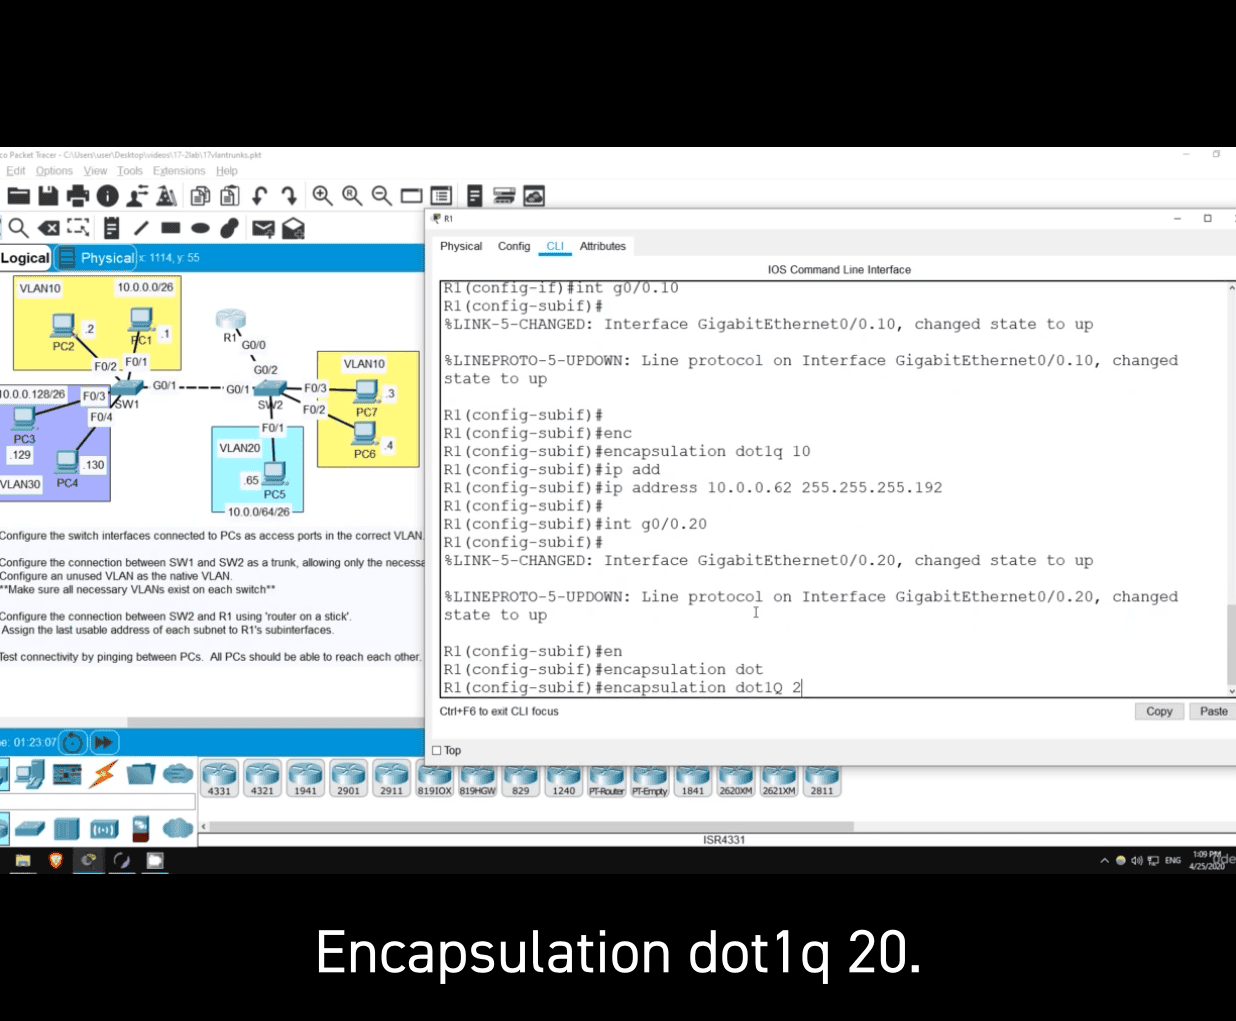 co Packet Tracer - C:\Users\user\Desktop\videos\17-2lab\17vlantrunks.pkt
Edit Options View Tools Extensions Help
R1
Physical Config CLI Attributes
IOS Command Line Interface
Logical Physical x: 1114, y: 55
VLAN10 10.0.0.0/26
.2
PC2
.1
PC1
F0/2 F0/1
R1
G0/0
G0/2
10.0.0.128/26 F0/3
SW1
G0/1 G0/1
SW2
F0/3
F0/2
F0/4
F0/1
VLAN10
.3
PC7
.4
PC6
PC3
.129
.130
VLAN30 PC4
VLAN20
.65
PC5
10.0.0/64/26
Configure the switch interfaces connected to PCs as access ports in the correct VLAN.
Configure the connection between SW1 and SW2 as a trunk, allowing only the necessa
Configure an unused VLAN as the native VLAN.
**Make sure all necessary VLANs exist on each switch**
Configure the connection between SW2 and R1 using 'router on a stick'.
Assign the last usable address of each subnet to R1's subinterfaces.
Test connectivity by pinging between PCs. All PCs should be able to reach each other.
R1(config-if)#int g0/0.10
R1(config-subif)#
%LINK-5-CHANGED: Interface GigabitEthernet0/0.10, changed state to up
%LINEPROTO-5-UPDOWN: Line protocol on Interface GigabitEthernet0/0.10, changed
state to up
R1(config-subif)#
R1(config-subif)#enc
R1(config-subif)#encapsulation dot1q 10
R1(config-subif)#ip add
R1(config-subif)#ip address 10.0.0.62 255.255.255.192
R1(config-subif)#
R1(config-subif)#int g0/0.20
R1(config-subif)#
%LINK-5-CHANGED: Interface GigabitEthernet0/0.20, changed state to up
%LINEPROTO-5-UPDOWN: Line protocol on Interface GigabitEthernet0/0.20, changed
state to up
R1(config-subif)#en
R1(config-subif)#encapsulation dot
R1(config-subif)#encapsulation dot1Q 2
Ctrl+F6 to exit CLI focus
Copy Paste
Top
e: 01:23:07
4331 4321 1941 2901 2911 819IOX 819HGW 829 1240 PT-Router PT-Empty 1841 2620XM 2621XM 2811
ISR4331
ENG
1:09 PM
4/25/2020
Encapsulation dot1q 20.